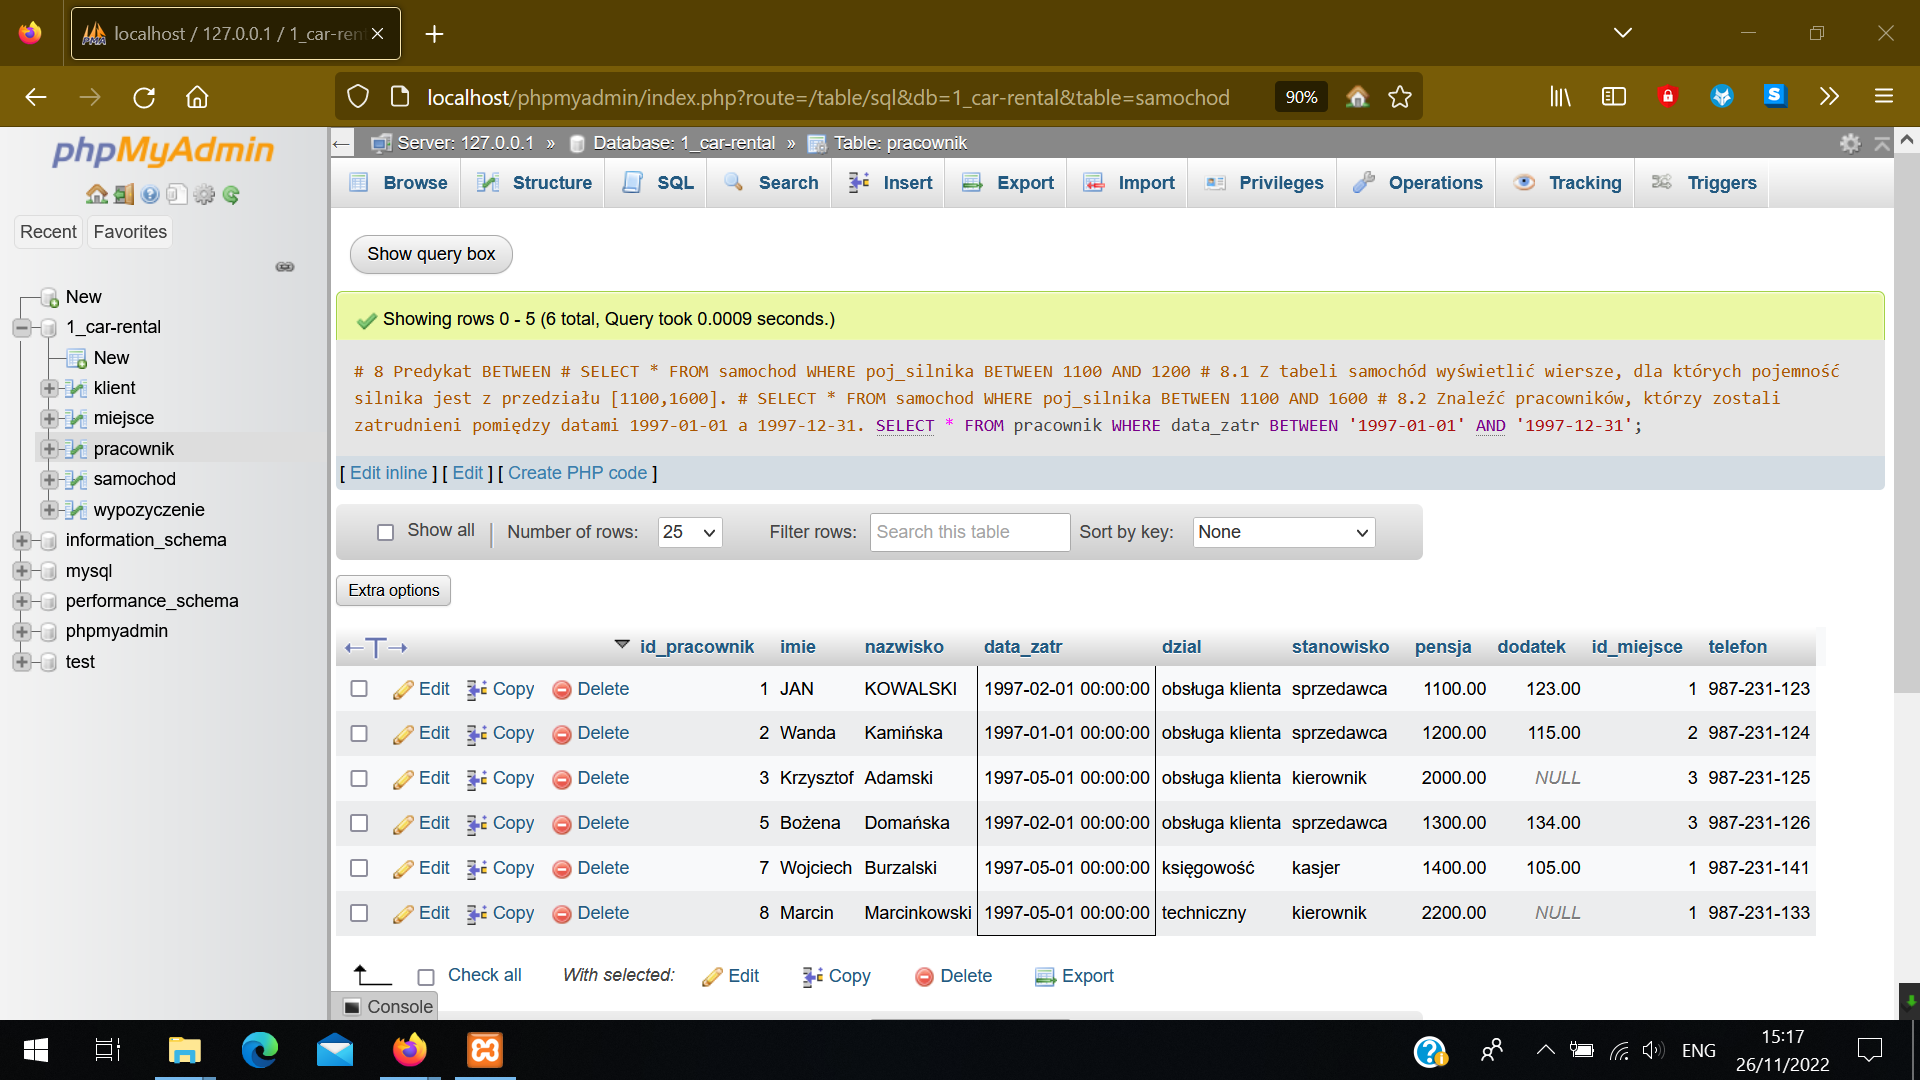 localhost / 127.0.0.1 / 1_car-ren
localhost/phpmyadmin/index.php?route=/table/sql&db=1_car-rental&table=samochod
90%
phpMyAdmin
Recent
Favorites
New
1_car-rental
New
klient
miejsce
pracownik
samochod
wypozyczenie
information_schema
mysql
performance_schema
phpmyadmin
test
Server: 127.0.0.1 » Database: 1_car-rental » Table: pracownik
Browse Structure SQL Search Insert Export Import Privileges Operations Tracking Triggers
Show query box
Showing rows 0 - 5 (6 total, Query took 0.0009 seconds.)
# 8 Predykat BETWEEN # SELECT * FROM samochod WHERE poj_silnika BETWEEN 1100 AND 1200 # 8.1 Z tabeli samochód wyświetlić wiersze, dla których pojemność
silnika jest z przedziału [1100,1600]. # SELECT * FROM samochod WHERE poj_silnika BETWEEN 1100 AND 1600 # 8.2 Znaleźć pracowników, którzy zostali
zatrudnieni pomiędzy datami 1997-01-01 a 1997-12-31. SELECT * FROM pracownik WHERE data_zatr BETWEEN '1997-01-01' AND '1997-12-31';
[ Edit inline ] [ Edit ] [ Create PHP code ]
Show all | Number of rows: 25 Filter rows: Search this table Sort by key: None
Extra options
id_pracownik imie nazwisko data_zatr dzial stanowisko pensja dodatek id_miejsce telefon
Edit Copy Delete 1 JAN KOWALSKI 1997-02-01 00:00:00 obsługa klienta sprzedawca 1100.00 123.00 1 987-231-123
Edit Copy Delete 2 Wanda Kamińska 1997-01-01 00:00:00 obsługa klienta sprzedawca 1200.00 115.00 2 987-231-124
Edit Copy Delete 3 Krzysztof Adamski 1997-05-01 00:00:00 obsługa klienta kierownik 2000.00 NULL 3 987-231-125
Edit Copy Delete 5 Bożena Domańska 1997-02-01 00:00:00 obsługa klienta sprzedawca 1300.00 134.00 3 987-231-126
Edit Copy Delete 7 Wojciech Burzalski 1997-05-01 00:00:00 księgowość kasjer 1400.00 105.00 1 987-231-141
Edit Copy Delete 8 Marcin Marcinkowski 1997-05-01 00:00:00 techniczny kierownik 2200.00 NULL 1 987-231-133
Check all With selected: Edit Copy Delete Export
Console
ENG
15:17
26/11/2022